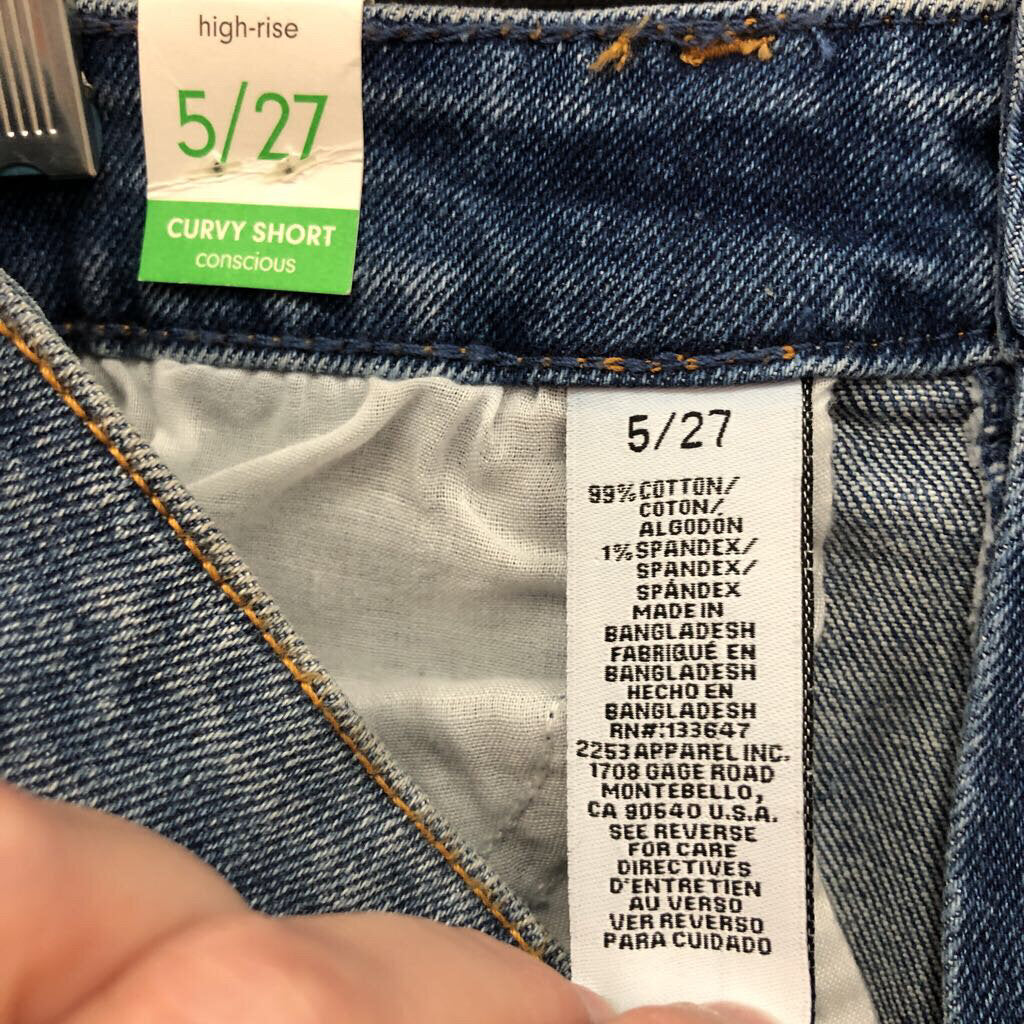 high-rise
5/27
CURVY SHORT
conscious
5/27
99% COTTON/
COTON/
ALGODON
1% SPANDEX/
SPANDEX/
SPANDEX
MADE IN
BANGLADESH
FABRIQUÉ EN
BANGLADESH
HECHO EN
BANGLADESH
RN#:133647
2253 APPAREL INC.
1708 GAGE ROAD
MONTEBELLO,
CA 90640 U.S.A.
SEE REVERSE
FOR CARE
DIRECTIVES
D'ENTRETIEN
AU VERSO
VER REVERSO
PARA CUIDADO